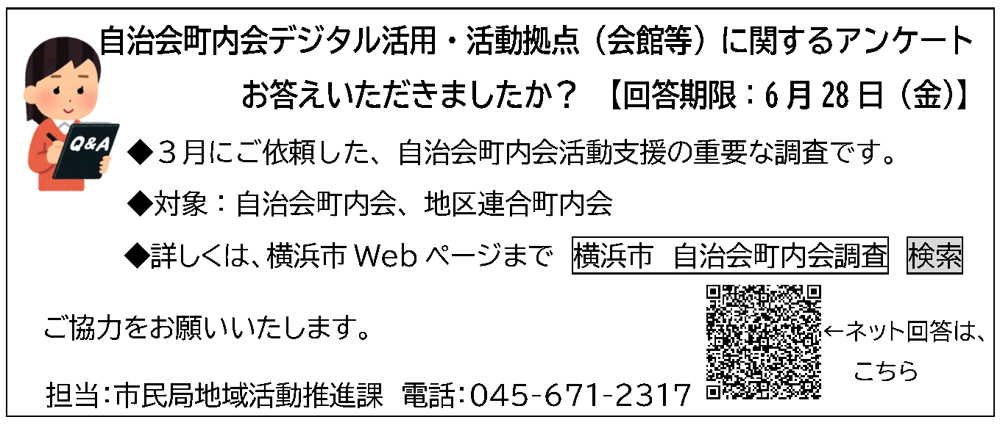 自治会町内会デジタル活用・活動拠点（会館等）に関するアンケート
お答えいただきましたか？ 【回答期限：6月28日（金）】
Q&A
◆３月にご依頼した、自治会町内会活動支援の重要な調査です。
◆対象：自治会町内会、地区連合町内会
◆詳しくは、横浜市Webページまで 横浜市　自治会町内会調査 検索
ご協力をお願いいたします。
←ネット回答は、
こちら
担当：市民局地域活動推進課　電話：045-671-2317